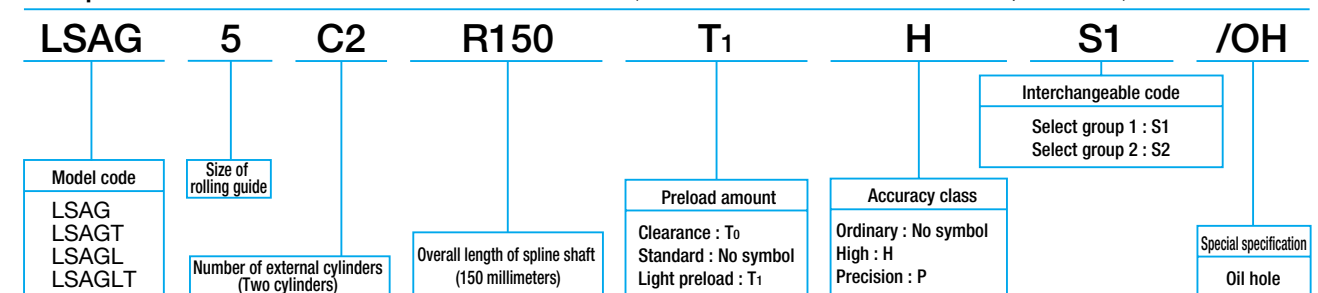 LSAG 5 C2 R150 T1 H S1 /OH
Interchangeable code
Select group 1 : S1
Select group 2 : S2
Model code
LSAG
LSAGT
LSAGL
LSAGLT
Size of
rolling guide
Number of external cylinders
(Two cylinders)
Overall length of spline shaft
(150 millimeters)
Preload amount
Clearance : T0
Standard : No symbol
Light preload : T1
Accuracy class
Ordinary : No symbol
High : H
Precision : P
Special specification
Oil hole